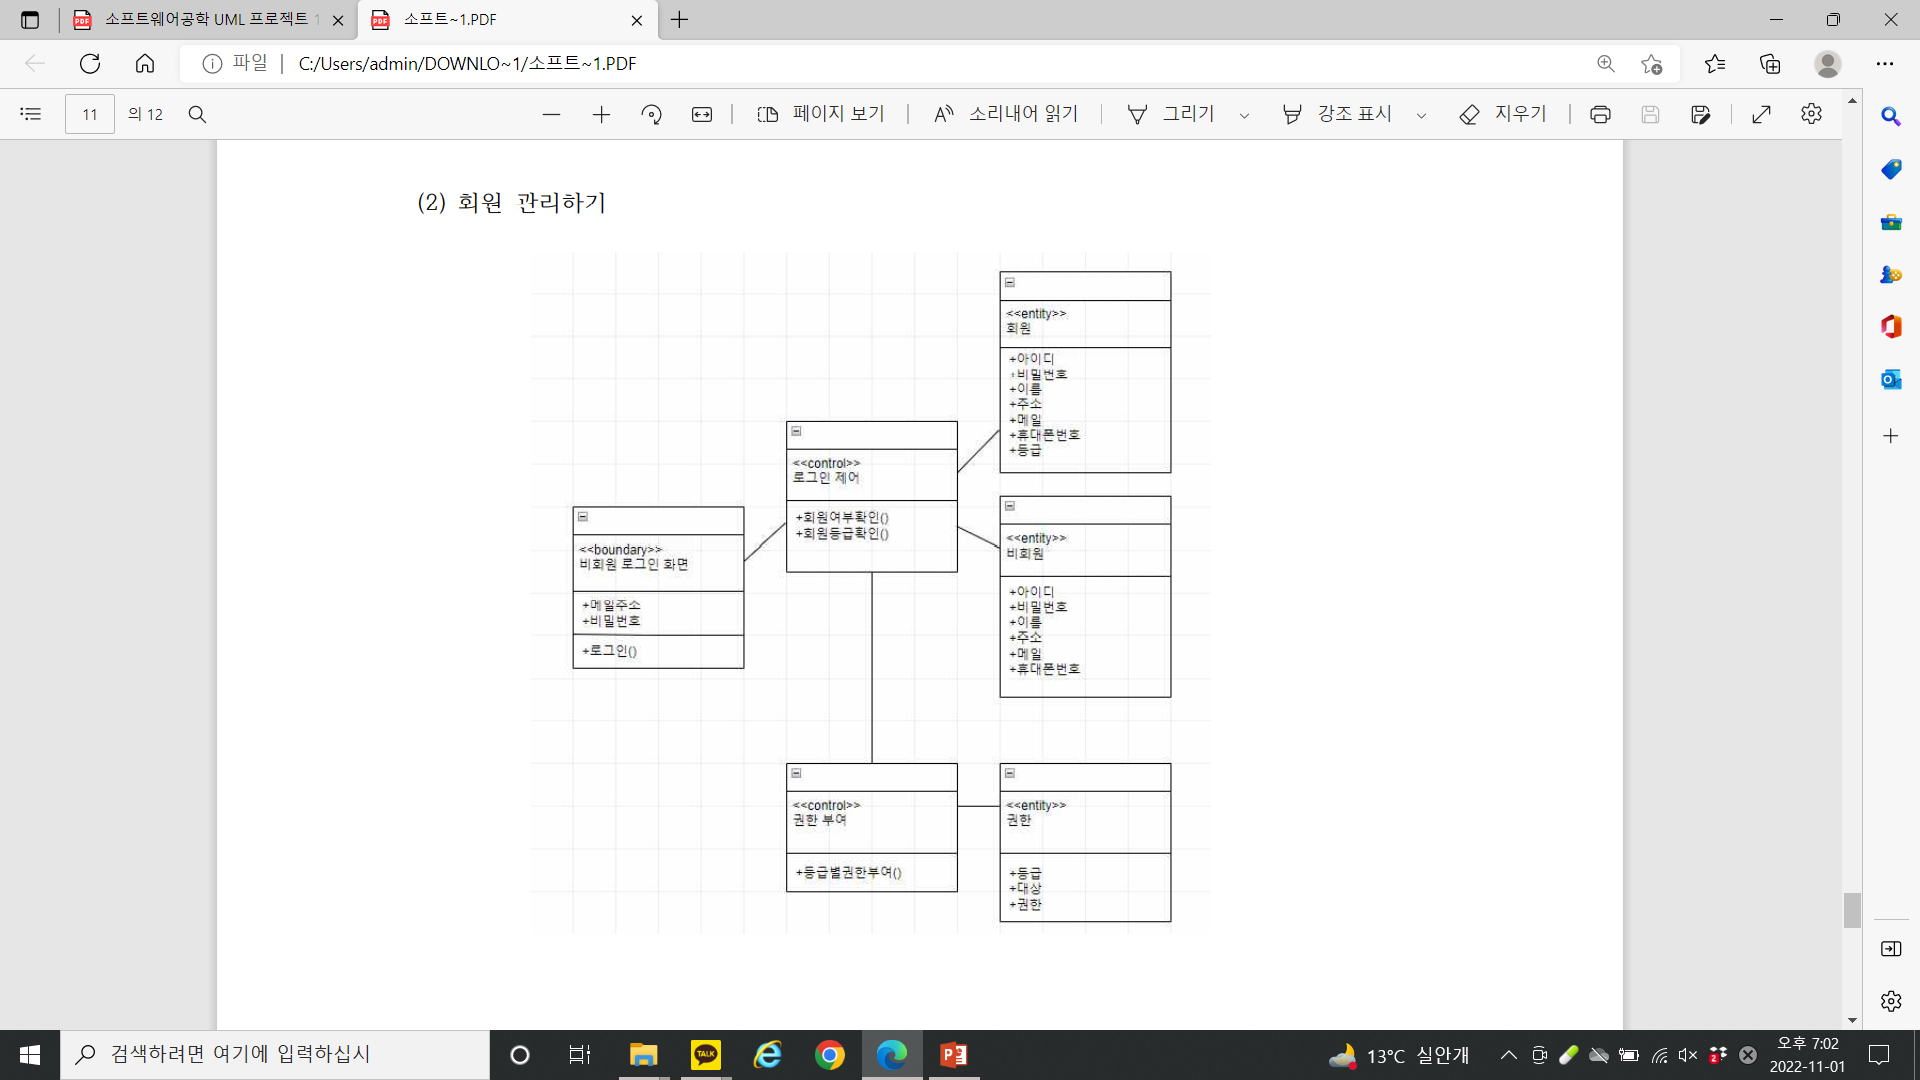 소프트웨어공학 UML 프로젝트 1
소프트~1.PDF
파일
C:/Users/admin/DOWNLO~1/소프트~1.PDF
11 의 12
페이지 보기
소리내어 읽기
그리기
강조 표시
지우기
(2) 회원 관리하기
<<entity>>
회원
+아이디
+비밀번호
+이름
+주소
+메일
+휴대폰번호
+등급
<<control>>
로그인 제어
+회원여부확인()
+회원등급확인()
<<boundary>>
비회원 로그인 화면
+메일주소
+비밀번호
+로그인()
<<entity>>
비회원
+아이디
+비밀번호
+이름
+주소
+메일
+휴대폰번호
<<control>>
권한 부여
+등급별권한부여()
<<entity>>
권한
+등급
+대상
+권한
검색하려면 여기에 입력하십시
TALK
13°C 실안개
오후 7:02
2022-11-01